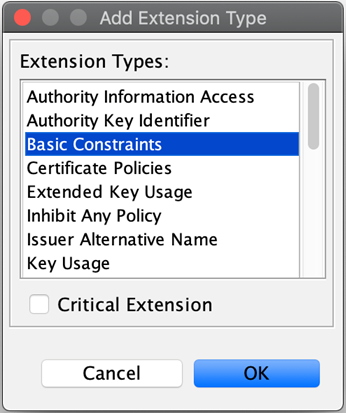 Add Extension Type
Extension Types:
Authority Information Access
Authority Key Identifier
Basic Constraints
Certificate Policies
Extended Key Usage
Inhibit Any Policy
Issuer Alternative Name
Key Usage
Critical Extension
Cancel
OK